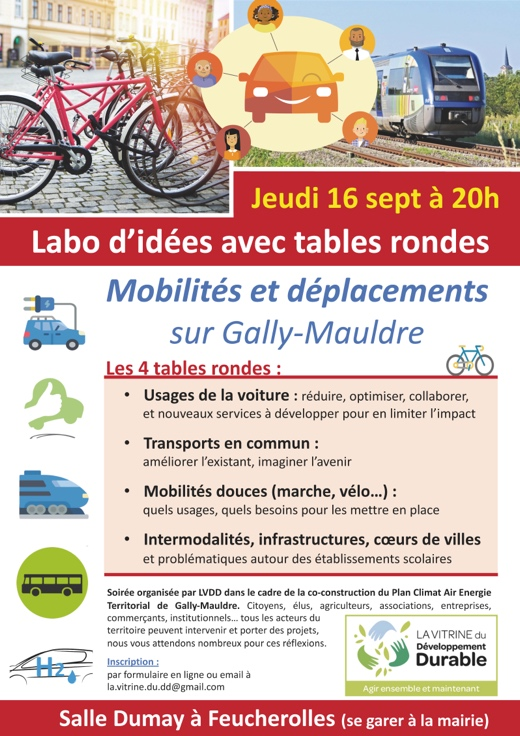 Jeudi 16 sept à 20h
Labo d’idées avec tables rondes
Mobilités et déplacements
sur Gally-Mauldre
Les 4 tables rondes :
• Usages de la voiture : réduire, optimiser, collaborer,
et nouveaux services à développer pour en limiter l’impact
• Transports en commun :
améliorer l’existant, imaginer l’avenir
• Mobilités douces (marche, vélo…) :
quels usages, quels besoins pour les mettre en place
• Intermodalités, infrastructures, cœurs de villes
et problématiques autour des établissements scolaires
Soirée organisée par LVDD dans le cadre de la co-construction du Plan Climat Air Energie
Territorial de Gally-Mauldre. Citoyens, élus, agriculteurs, associations, entreprises,
commerçants, institutionnels… tous les acteurs du
territoire peuvent intervenir et porter des projets,
nous vous attendons nombreux pour ces réflexions.
Inscription :
par formulaire en ligne ou email à
la.vitrine.du.dd@gmail.com
H2
LA VITRINE du
Développement
Durable
Agir ensemble et maintenant
Salle Dumay à Feucherolles (se garer à la mairie)